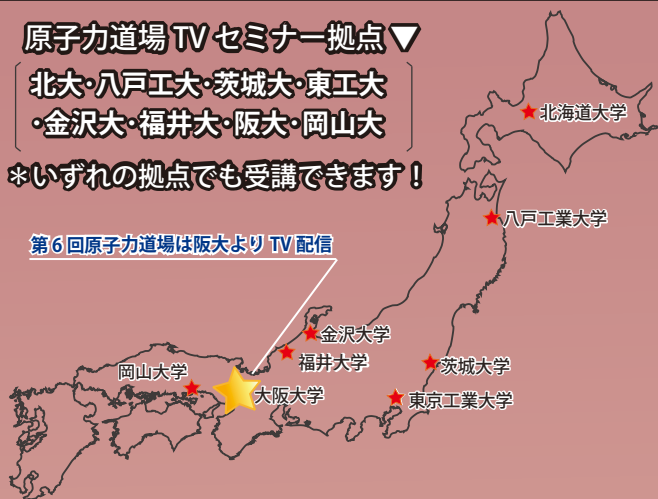 原子力道場 TV セミナー拠点 ▼
北大･八戸工大･茨城大･東工大
･金沢大･福井大･阪大･岡山大
＊いずれの拠点でも受講できます！
北海道大学
八戸工業大学
第６回原子力道場は阪大より TV 配信
金沢大学
福井大学
茨城大学
岡山大学
大阪大学
東京工業大学